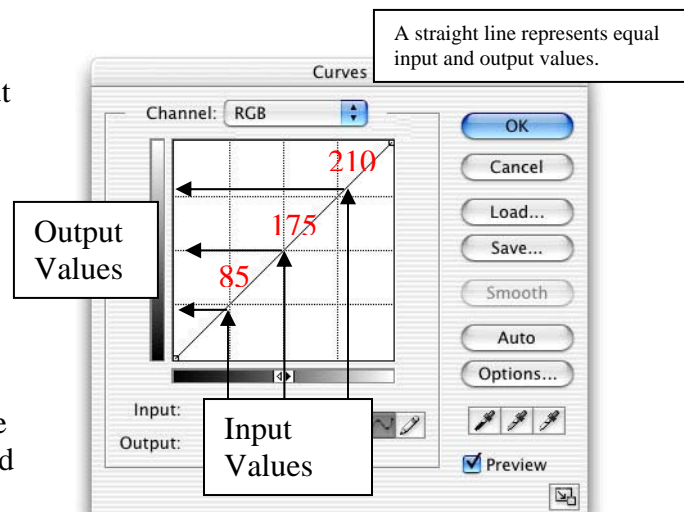 A straight line represents equal
input and output values.
Curves
t
Channel: RGB
OK
210
Cancel
Load...
175
Output
Values
Save...
85
Smooth
Auto
Options...
Input:
Input
Values
e
Output:
d
Preview